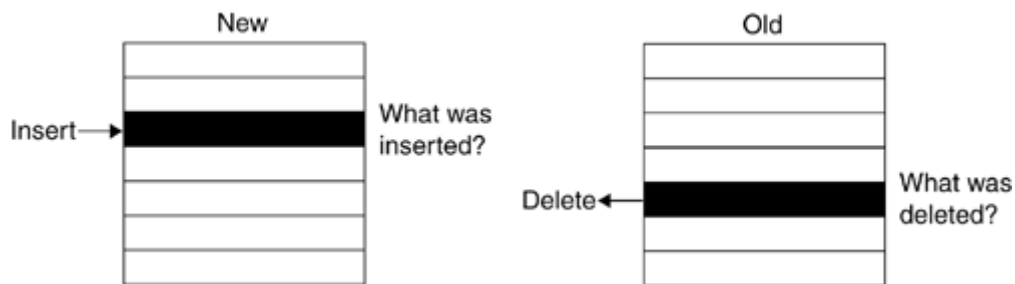 New
Insert
What was
inserted?
Old
Delete
What was
deleted?